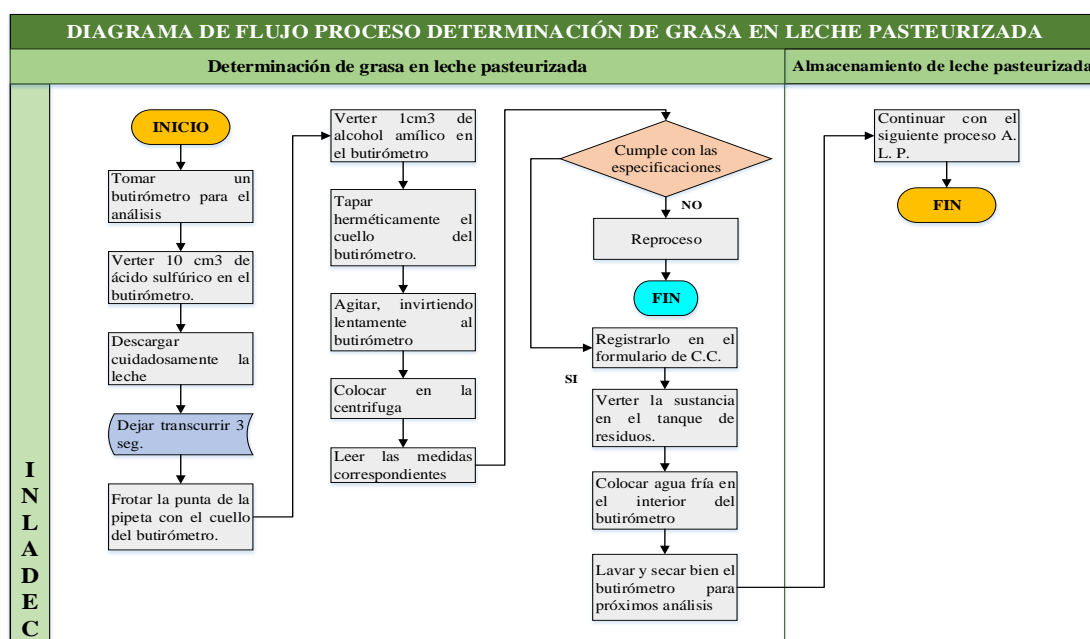 DIAGRAMA DE FLUJO PROCESO DETERMINACIÓN DE GRASA EN LECHE PASTEURIZADA
Determinación de grasa en leche pasteurizada
Almacenamiento de leche pasteurizada
I
N
L
A
D
E
C
INICIO
Tomar un
butirómetro para el
análisis
Verter 10 cm3 de
ácido sulfúrico en el
butirómetro.
Descargar
cuidadosamente la
leche
Dejar transcurrir 3
seg.
Frotar la punta de la
pipeta con el cuello
del butirómetro.
Verter 1cm3 de
alcohol amílico en
el butirómetro
Tapar
herméticamente el
cuello del
butirómetro.
Agitar, invirtiendo
lentamente al
butirómetro
Colocar en la
centrifuga
Leer las medidas
correspondientes
Cumple con las
especificaciones
NO
Reproceso
FIN
SI
Registrarlo en el
formulario de C.C.
Verter la sustancia
en el tanque de
residuos.
Colocar agua fría en
el interior del
butirómetro
Lavar y secar bien el
butirómetro para
próximos análisis
Continuar con el
siguiente proceso A.
L. P.
FIN